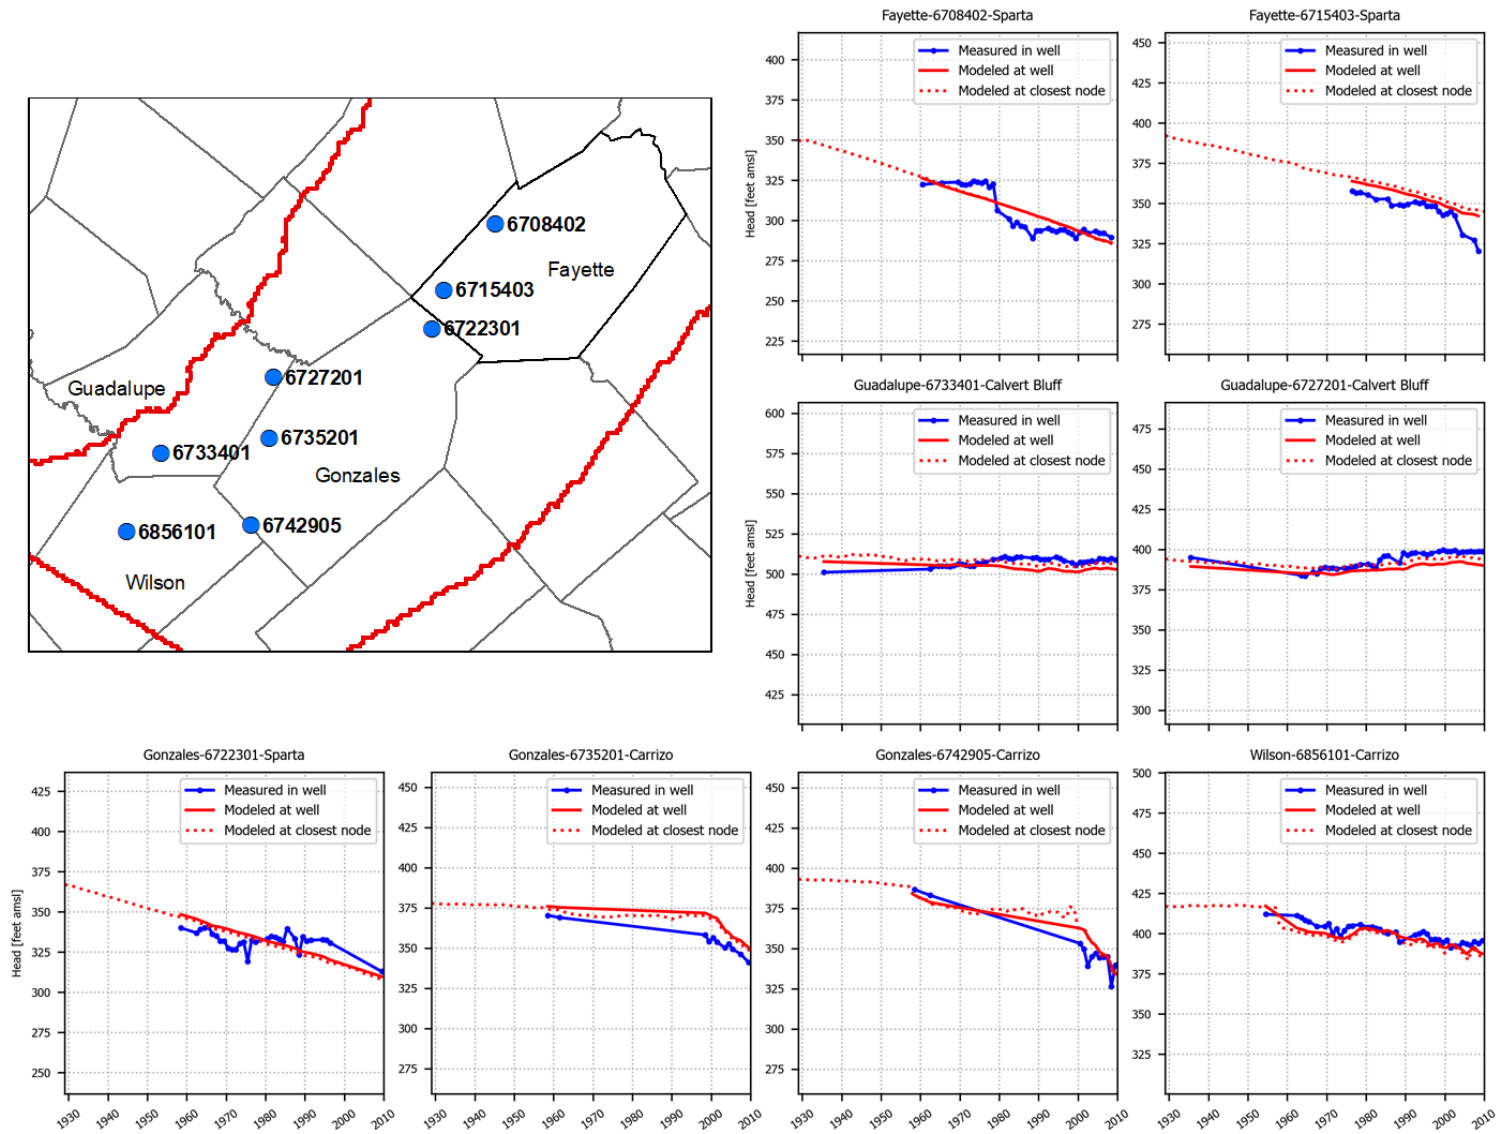 Fayette-6708402-Sparta
Measured in well
Modeled at well
Modeled at closest node
400
375
350
325
300
275
250
225
Head [feet amsl]
Fayette-6715403-Sparta
Measured in well
Modeled at well
Modeled at closest node
450
425
400
375
350
325
300
275
6708402
Fayette
6715403
6722301
6727201
Guadalupe
6735201
6733401
Gonzales
6742905
6856101
Wilson
Guadalupe-6733401-Calvert Bluff
Measured in well
Modeled at well
Modeled at closest node
600
575
550
525
500
475
450
425
Head [feet amsl]
Guadalupe-6727201-Calvert Bluff
Measured in well
Modeled at well
Modeled at closest node
475
450
425
400
375
350
325
300
Gonzales-6722301-Sparta
Measured in well
Modeled at well
Modeled at closest node
425
400
375
350
325
300
275
250
Head [feet amsl]
1930 1940 1950 1960 1970 1980 1990 2000 2010
Gonzales-6735201-Carrizo
Measured in well
Modeled at well
Modeled at closest node
450
425
400
375
350
325
300
275
1930 1940 1950 1960 1970 1980 1990 2000 2010
Gonzales-6742905-Carrizo
Measured in well
Modeled at well
Modeled at closest node
450
425
400
375
350
325
300
275
1930 1940 1950 1960 1970 1980 1990 2000 2010
Wilson-6856101-Carrizo
Measured in well
Modeled at well
Modeled at closest node
500
475
450
425
400
375
350
325
1930 1940 1950 1960 1970 1980 1990 2000 2010